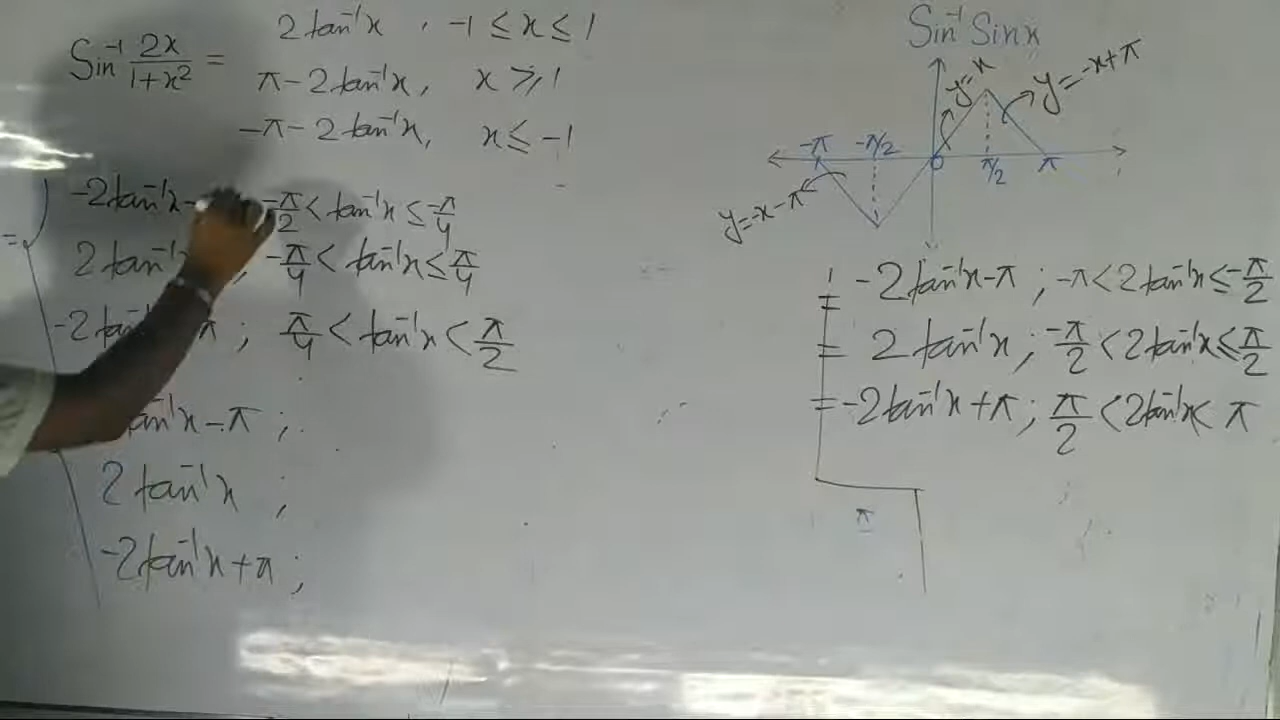 Sin⁻¹ 2x/(1+x²) = 2tan⁻¹x , -1 ≤ x ≤ 1
π-2tan⁻¹x, x ≥ 1
-π-2tan⁻¹x, x ≤ -1
= -2tan⁻¹x- -π/2 < tan⁻¹x ≤ -π/4
2tan⁻¹ ; -π/4 < tan⁻¹x ≤ π/4
-2tan π ; π/4 < tan⁻¹x < π/2
tan⁻¹x-π ;
2tan⁻¹x ;
-2tan⁻¹x+π ;
Sin⁻¹ Sinx
y=x
y=-x+π
-π -π/2 0 π/2 π
y=-x-π
= -2tan⁻¹x-π ; -π<2tan⁻¹x≤-π/2
= 2tan⁻¹x ; -π/2 <2tan⁻¹x≤π/2
= -2tan⁻¹x+π ; π/2 <2tan⁻¹x< π
π